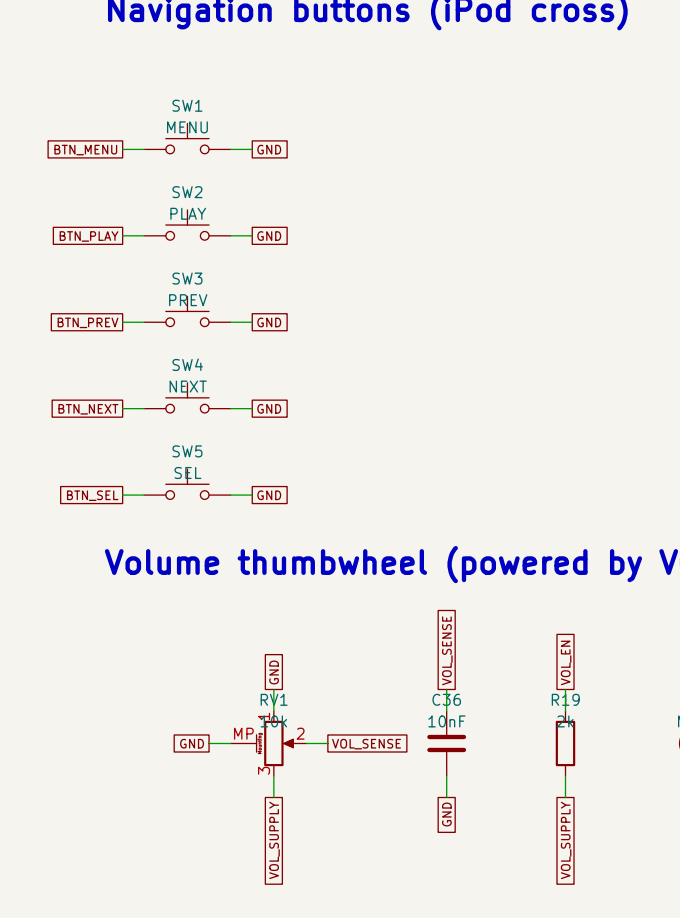 Navigation buttons (iPod cross)
SW1
MENU
BTN_MENU GND
SW2
PLAY
BTN_PLAY GND
SW3
PREV
BTN_PREV GND
SW4
NEXT
BTN_NEXT GND
SW5
SEL
BTN_SEL GND
Volume thumbwheel (powered by
GND VOL_SENSE VOL_EN
RV1 C36 R19
10k 10nF 2k
1
GND MP 2 VOL_SENSE
3
VOL_SUPPLY GND VOL_SUPPLY